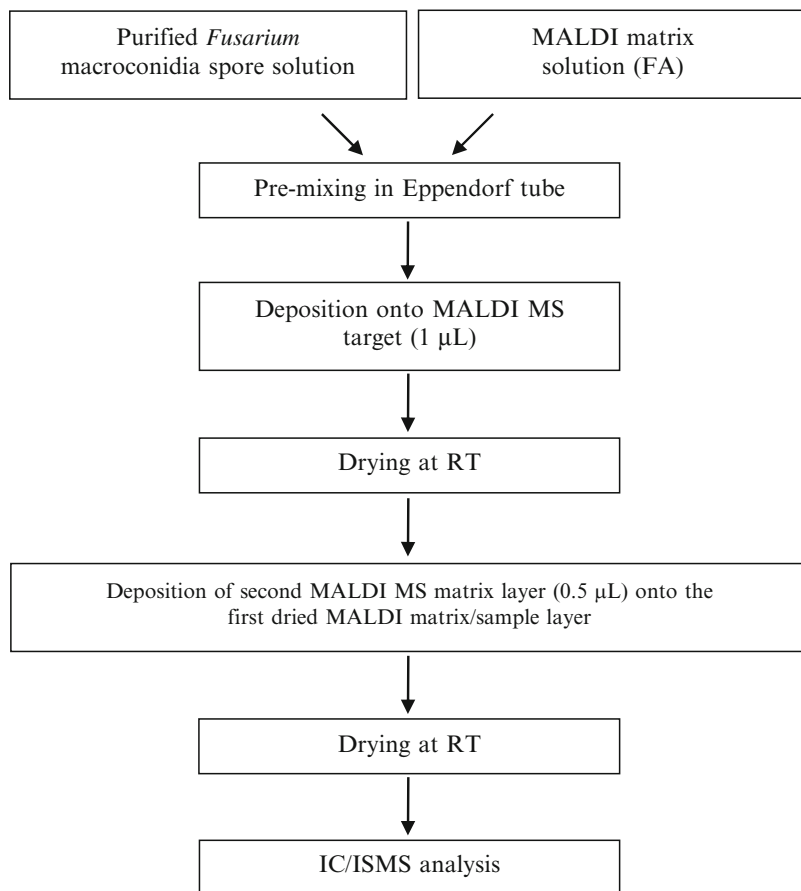 Purified Fusarium
macroconidia spore solution
MALDI matrix
solution (FA)
Pre-mixing in Eppendorf tube
Deposition onto MALDI MS
target (1 µL)
Drying at RT
Deposition of second MALDI MS matrix layer (0.5 µL) onto the
first dried MALDI matrix/sample layer
Drying at RT
IC/ISMS analysis